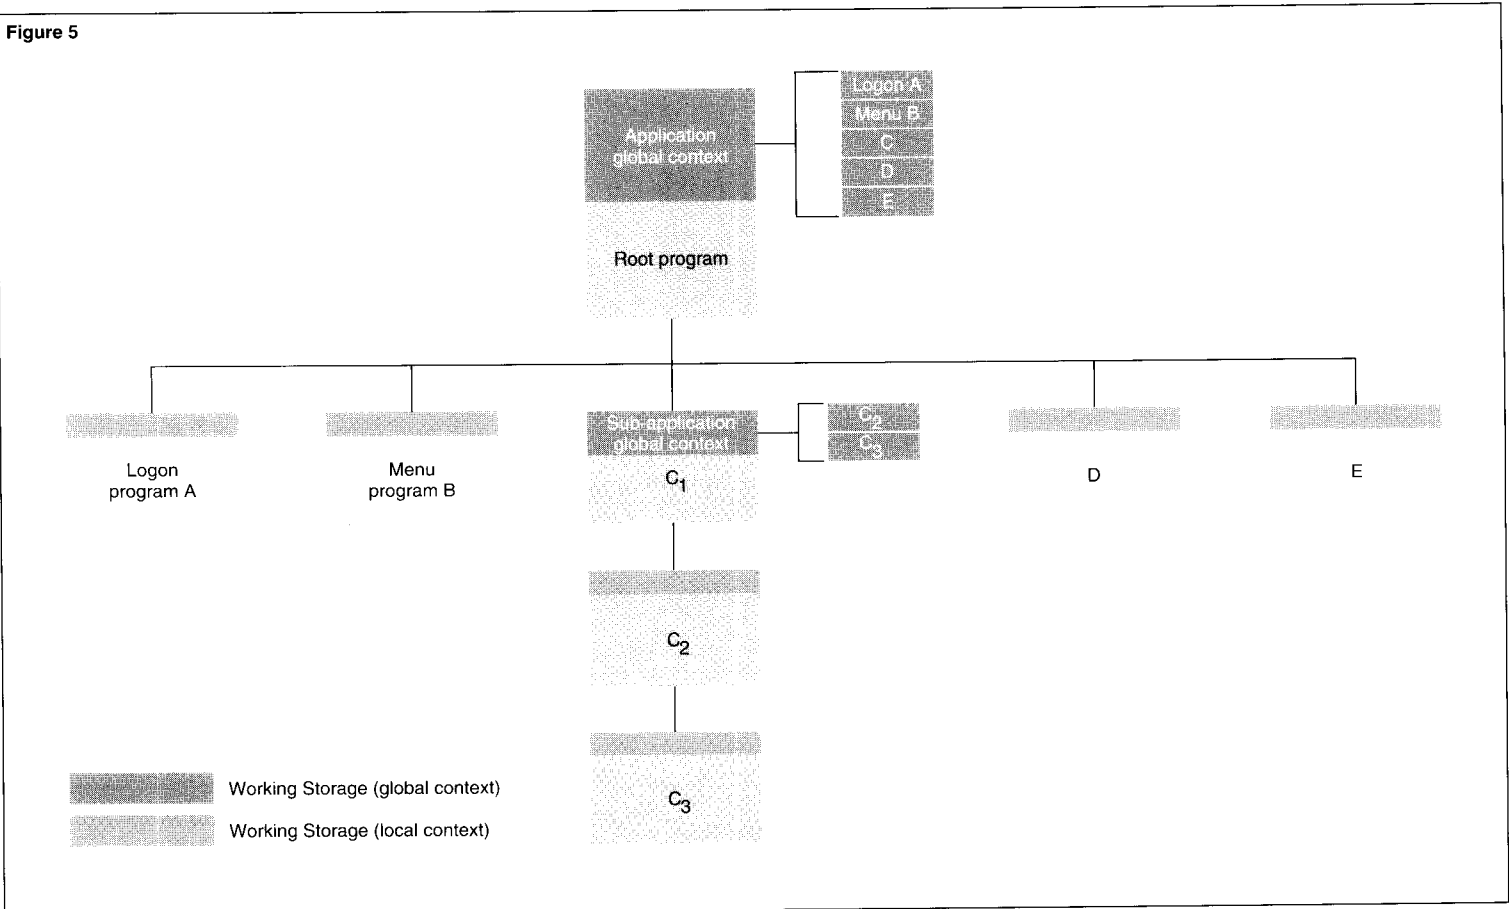 Figure 5
Application
global context
Logon A
Menu B
C
D
E
Root program
Logon
program A
Menu
program B
Sub-application
global context
C2
C3
C1
D
E
C2
C3
Working Storage (global context)
Working Storage (local context)